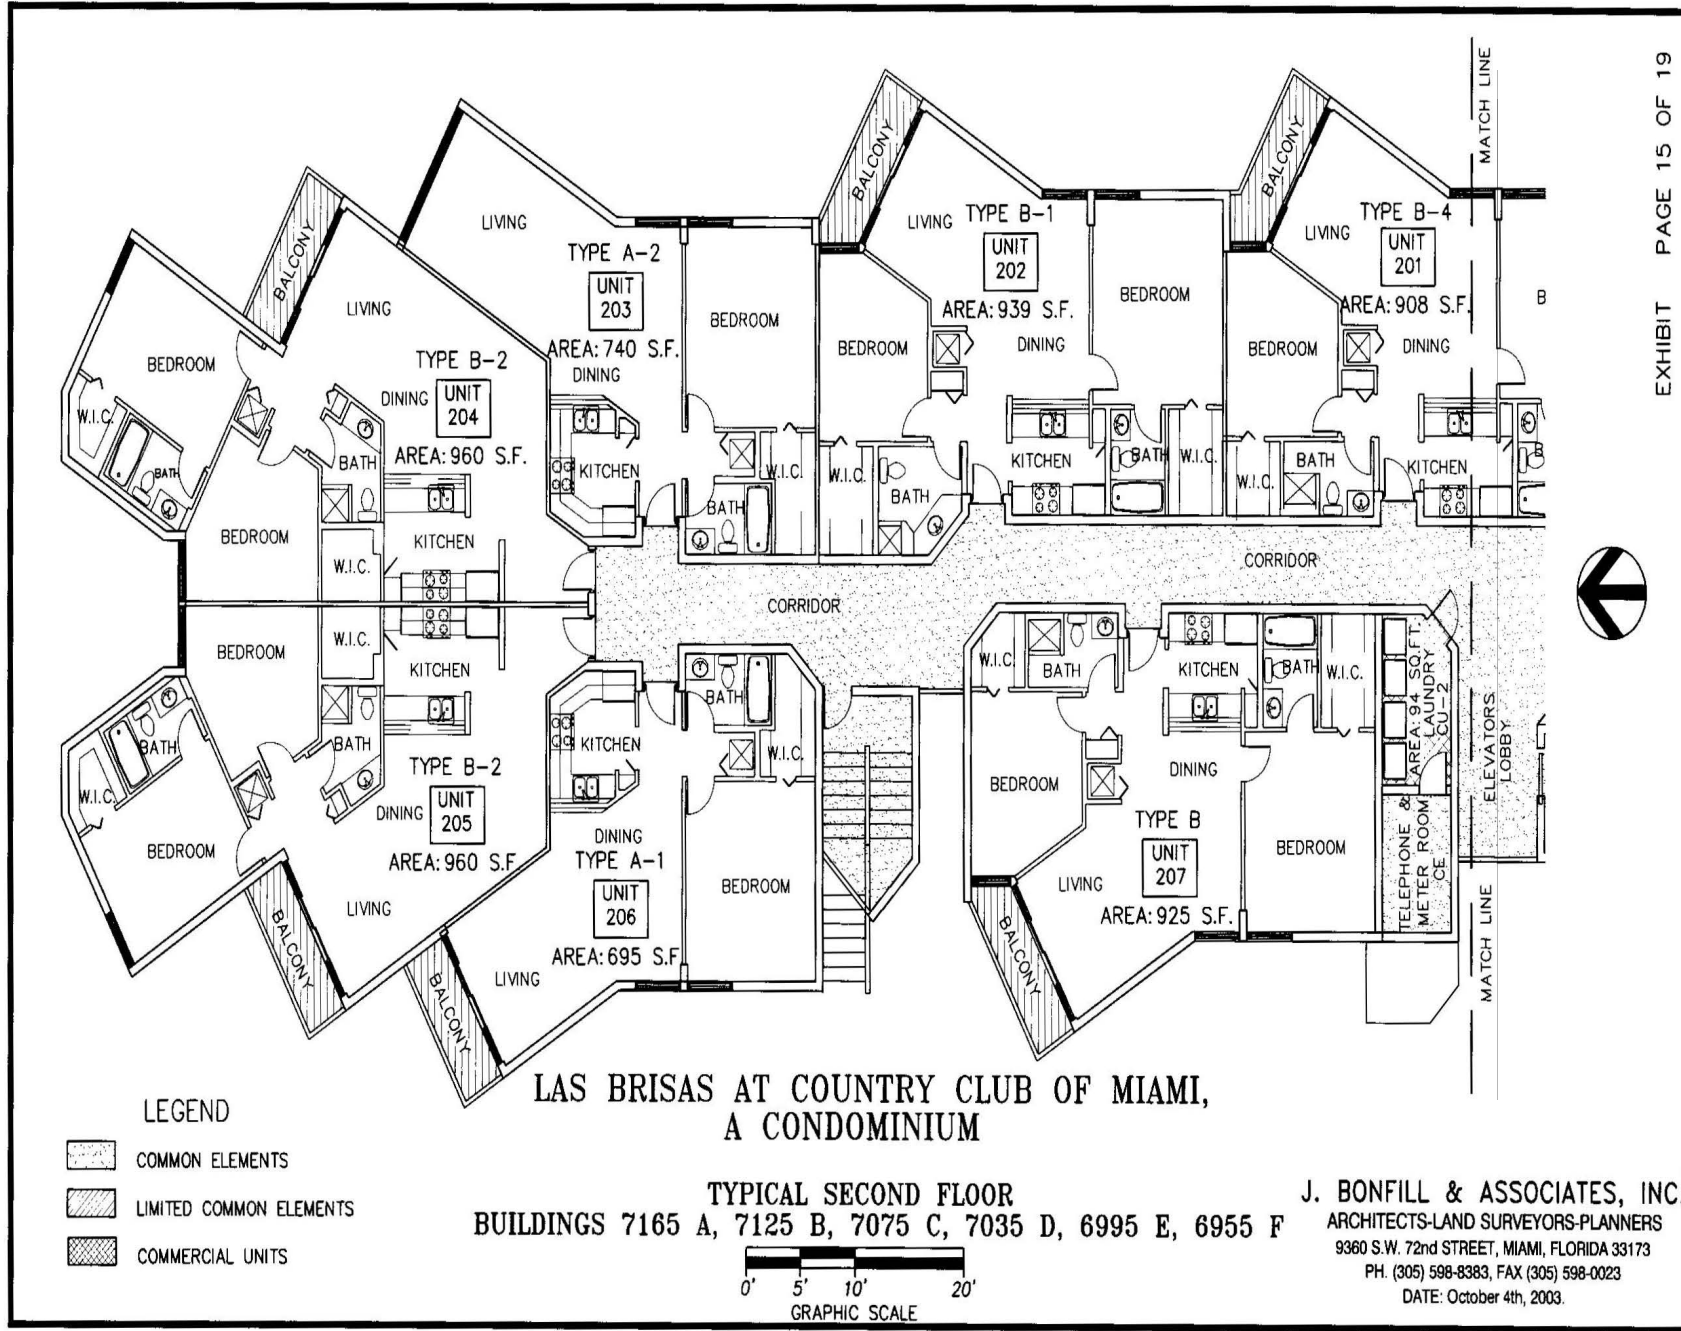 EXHIBIT PAGE 15 OF 19
MATCH LINE
BALCONY
BALCONY
LIVING
TYPE A-2
UNIT
203
AREA: 740 S.F.
DINING
KITCHEN
BEDROOM
W.I.C.
BATH
LIVING
TYPE B-1
UNIT
202
AREA: 939 S.F.
DINING
BEDROOM
BEDROOM
KITCHEN
BATH
W.I.C.
W.I.C.
BATH
LIVING
TYPE B-4
UNIT
201
AREA: 908 S.F.
DINING
BEDROOM
B
KITCHEN
BATH
W.I.C.
B
BALCONY
LIVING
BEDROOM
TYPE B-2
DINING
UNIT
204
AREA: 960 S.F.
W.I.C.
BATH
BATH
BEDROOM
W.I.C.
KITCHEN
CORRIDOR
CORRIDOR
BEDROOM
W.I.C.
KITCHEN
BATH
BATH
W.I.C.
TYPE B-2
UNIT
205
DINING
AREA: 960 S.F
BEDROOM
LIVING
BALCONY
KITCHEN
DINING
TYPE A-1
UNIT
206
AREA: 695 S.F
LIVING
BALCONY
BATH
W.I.C.
BEDROOM
W.I.C.
BATH
KITCHEN
BATH
W.I.C.
BEDROOM
DINING
TYPE B
UNIT
207
AREA: 925 S.F.
LIVING
BEDROOM
BALCONY
AREA: 94 SQ.FT.
LAUNDRY
CU-2
TELEPHONE &
METER ROOM
CE
ELEVATORS
LOBBY
MATCH LINE
LAS BRISAS AT COUNTRY CLUB OF MIAMI,
A CONDOMINIUM
LEGEND
COMMON ELEMENTS
LIMITED COMMON ELEMENTS
COMMERCIAL UNITS
TYPICAL SECOND FLOOR
BUILDINGS 7165 A, 7125 B, 7075 C, 7035 D, 6995 E, 6955 F
0' 5' 10' 20'
GRAPHIC SCALE
J. BONFILL & ASSOCIATES, INC.
ARCHITECTS-LAND SURVEYORS-PLANNERS
9360 S.W. 72nd STREET, MIAMI, FLORIDA 33173
PH. (305) 598-8383, FAX (305) 598-0023
DATE: October 4th, 2003.